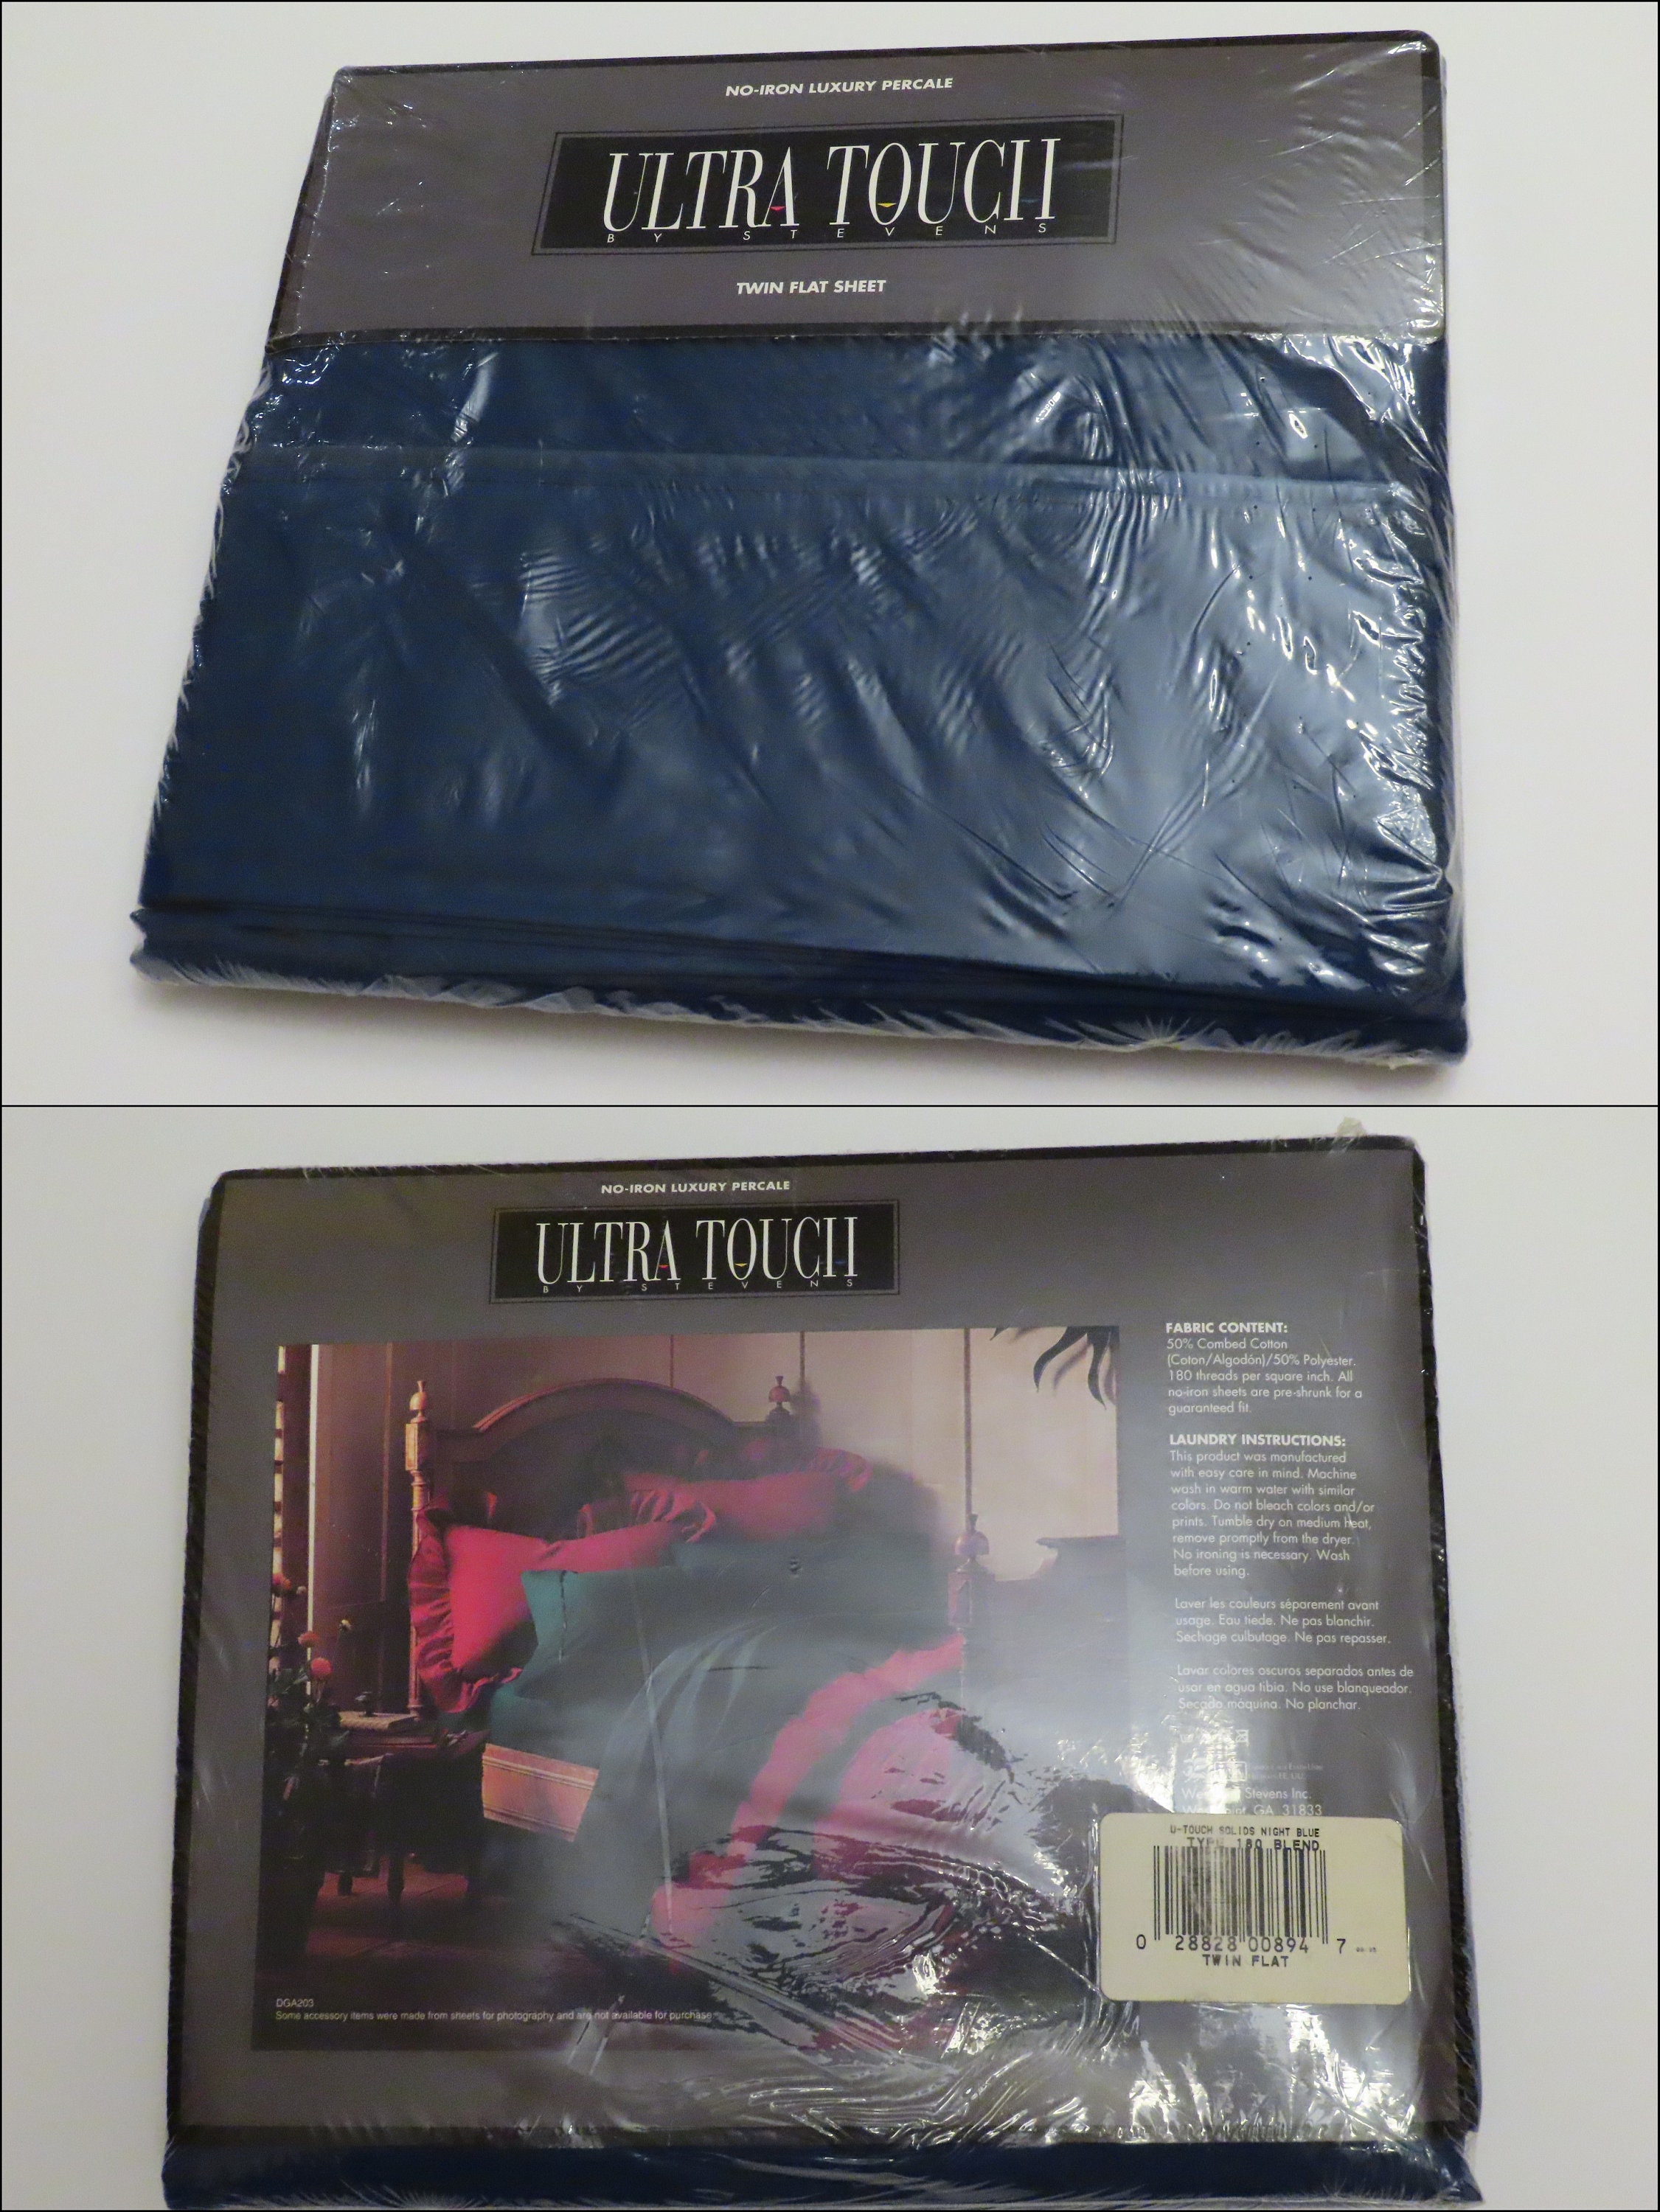 NO-IRON LUXURY PERCALE
ULTRA TOUCH
BY STEVENS
TWIN FLAT SHEET
NO-IRON LUXURY PERCALE
ULTRA TOUCH
BY STEVENS
FABRIC CONTENT:
50% Combed Cotton
(Coton/Algodón)/50% Polyester.
180 threads per square inch. All
no-iron sheets are pre-shrunk for a
guaranteed fit.
LAUNDRY INSTRUCTIONS:
This product was manufactured
with easy care in mind. Machine
wash in warm water with similar
colors. Do not bleach colors and/or
prints. Tumble dry on medium heat,
remove promptly from the dryer.
No ironing is necessary. Wash
before using.
Laver les couleurs séparement avant
usage. Eau tiede. Ne pas blanchir.
Sechage culbutage. Ne pas repasser.
Lavar colores oscuros separados antes de
usar en agua tibia. No use blanqueador.
Secado maquina. No planchar.
Stevens Inc.
GA 31833
U-TOUCH SOLIDS NIGHT BLUE
TYPE 180 BLEND
0 28828 00894 7
TWIN FLAT
DGA203
Some accessory items were made from sheets for photography and are not available for purchase.